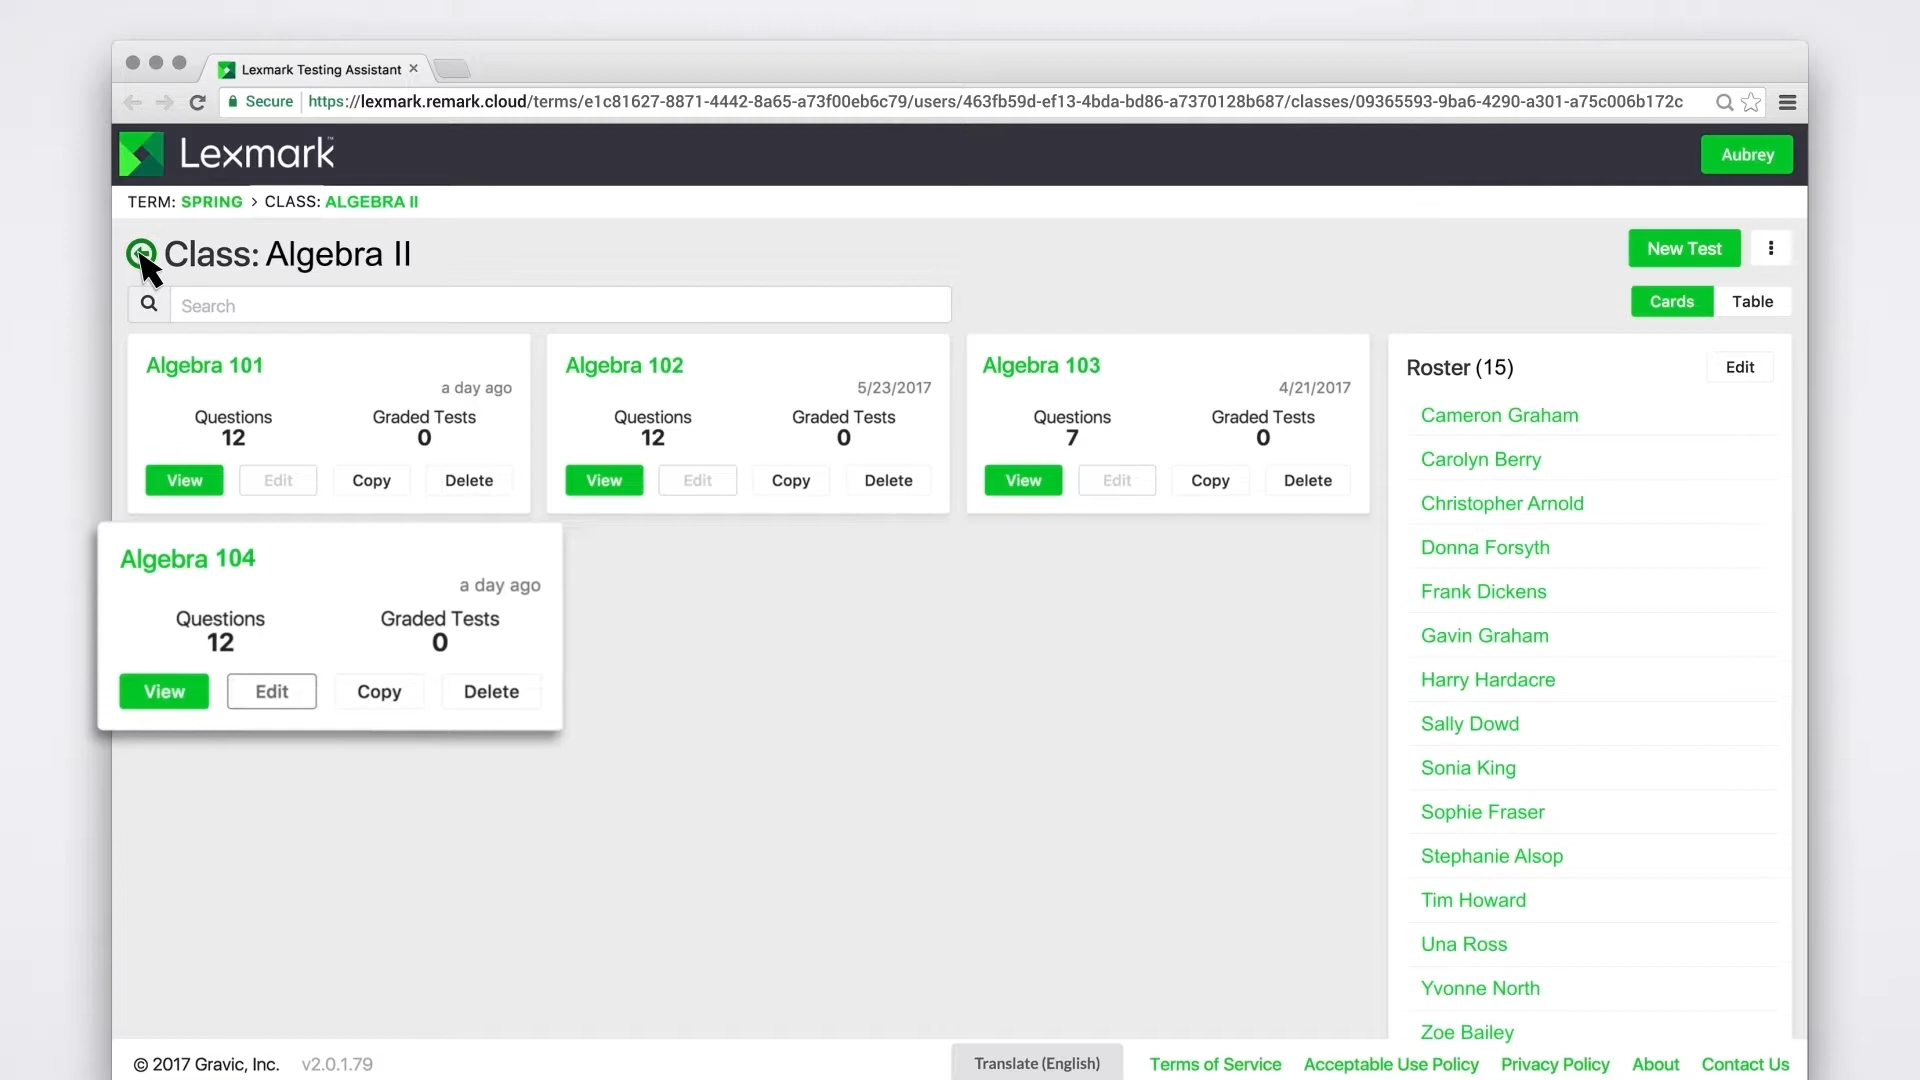 Lexmark Testing Assistant
Secure https://lexmark.remark.cloud/terms/e1c81627-8871-4442-8a65-a73f00eb6c79/users/463fb59d-ef13-4bda-bd86-a7370128b687/classes/09365593-9ba6-4290-a301-a75c006b172c
Lexmark™
Aubrey
TERM: SPRING > CLASS: ALGEBRA II
Class: Algebra II
New Test
Search
Cards Table
Algebra 101
a day ago
Questions Graded Tests
12 0
View Edit Copy Delete
Algebra 102
5/23/2017
Questions Graded Tests
12 0
View Edit Copy Delete
Algebra 103
4/21/2017
Questions Graded Tests
7 0
View Edit Copy Delete
Algebra 104
a day ago
Questions Graded Tests
12 0
View Edit Copy Delete
Roster (15) Edit
Cameron Graham
Carolyn Berry
Christopher Arnold
Donna Forsyth
Frank Dickens
Gavin Graham
Harry Hardacre
Sally Dowd
Sonia King
Sophie Fraser
Stephanie Alsop
Tim Howard
Una Ross
Yvonne North
Zoe Bailey
© 2017 Gravic, Inc. v2.0.1.79
Translate (English) Terms of Service Acceptable Use Policy Privacy Policy About Contact Us